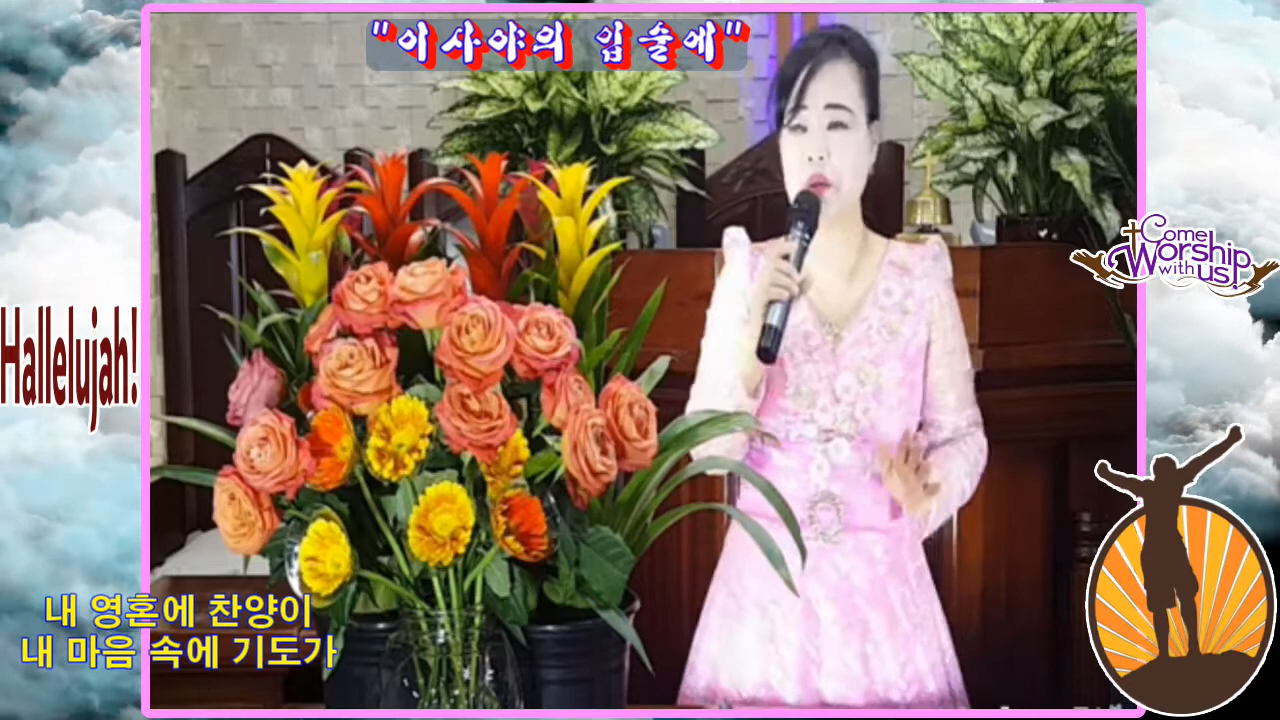 "이사야의 입술에"
Come
Worship
with us!
Hallelujah!
내 영혼에 찬양이
내 마음 속에 기도가